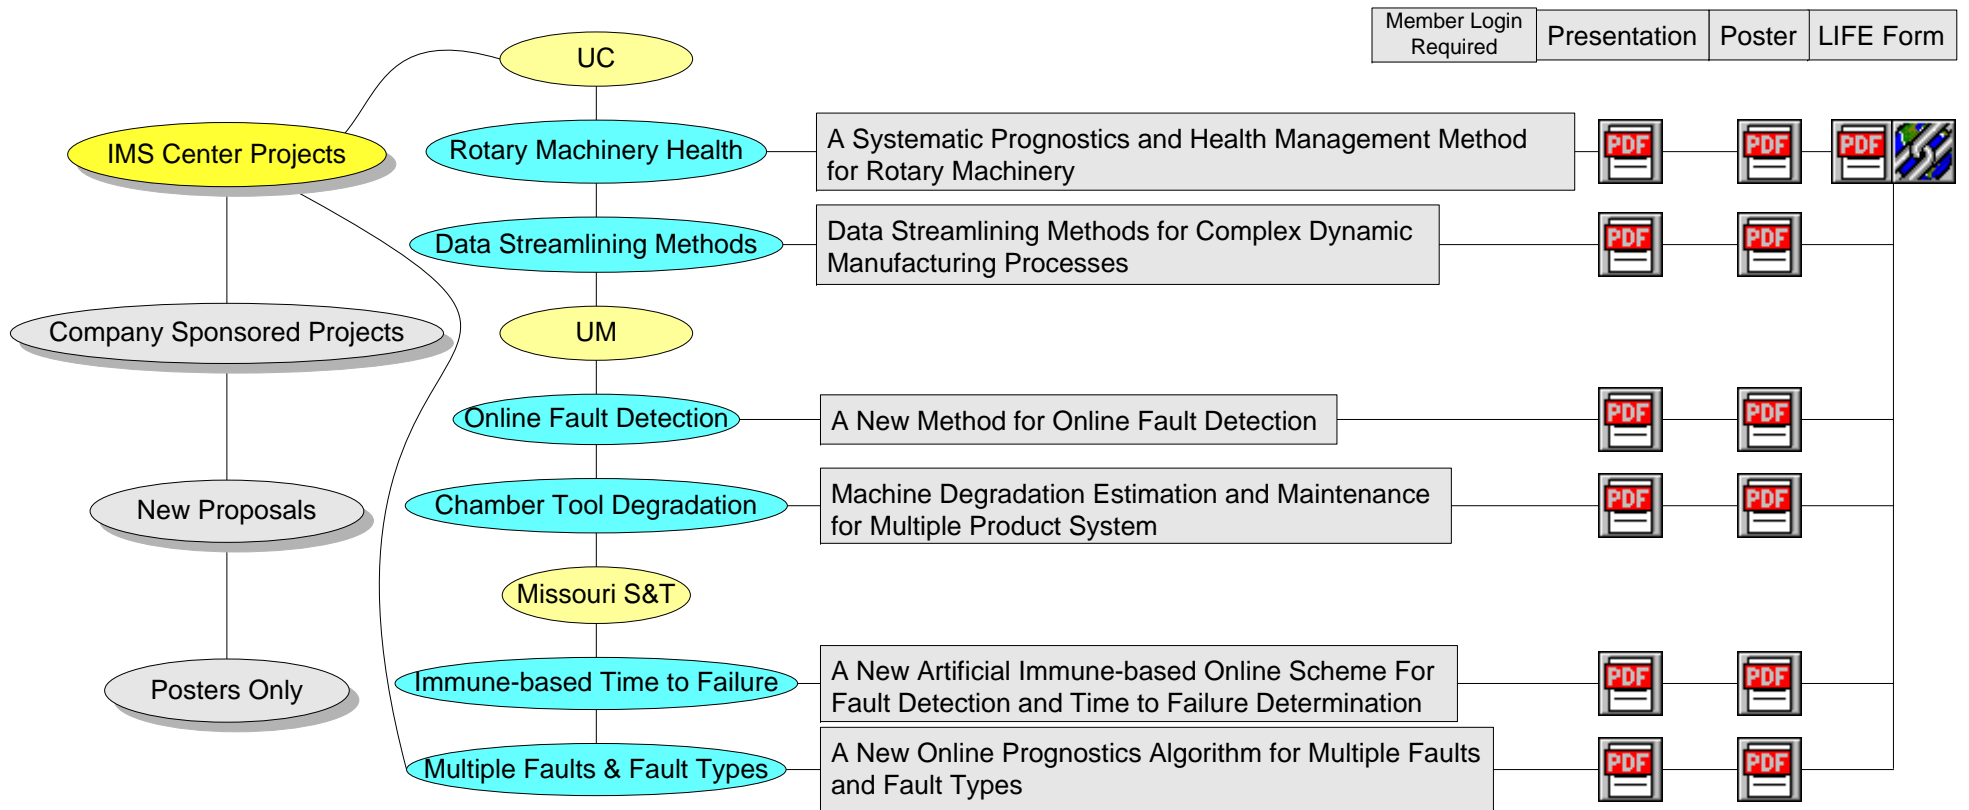 Member Login
Required
Presentation
Poster
LIFE Form
UC
IMS Center Projects
Rotary Machinery Health
A Systematic Prognostics and Health Management Method
for Rotary Machinery
PDF
PDF
PDF
Data Streamlining Methods
Data Streamlining Methods for Complex Dynamic
Manufacturing Processes
PDF
PDF
Company Sponsored Projects
UM
Online Fault Detection
A New Method for Online Fault Detection
PDF
PDF
New Proposals
Chamber Tool Degradation
Machine Degradation Estimation and Maintenance
for Multiple Product System
PDF
PDF
Missouri S&T
Posters Only
Immune-based Time to Failure
A New Artificial Immune-based Online Scheme For
Fault Detection and Time to Failure Determination
PDF
PDF
Multiple Faults & Fault Types
A New Online Prognostics Algorithm for Multiple Faults
and Fault Types
PDF
PDF